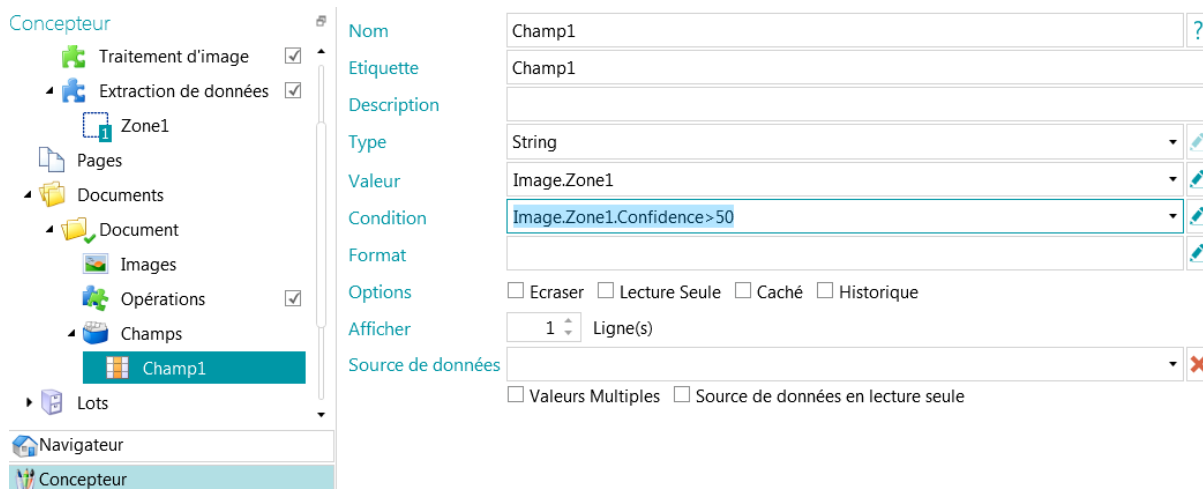 Concepteur
Traitement d'image
Extraction de données
1
Zone1
Pages
Documents
Document
Images
Opérations
Champs
Champ1
Lots
Navigateur
Concepteur
Nom Champ1 ?
Etiquette Champ1
Description
Type String
Valeur Image.Zone1
Condition Image.Zone1.Confidence>50
Format
Options Ecraser Lecture Seule Caché Historique
Afficher 1 Ligne(s)
Source de données
Valeurs Multiples Source de données en lecture seule